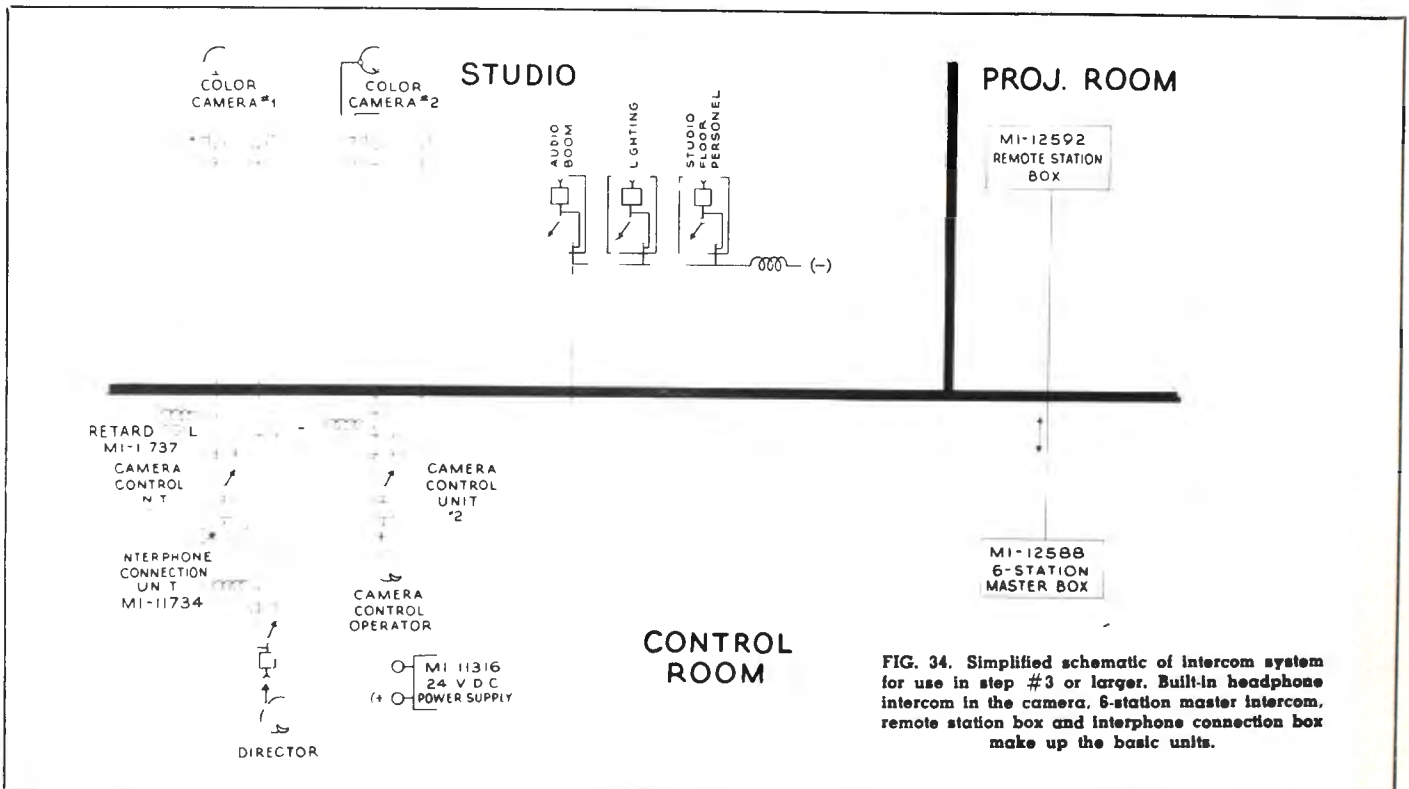 STUDIO
PROJ. ROOM
COLOR
CAMERA #1
COLOR
CAMERA #2
AUDIO
BOOM
LIGHTING
STUDIO
FLOOR
PERSONEL
(-)
MI-12592
REMOTE STATION
BOX
RETARD
CAMERA
CONTROL
CAMERA
CONTROL
UNIT
#2
CONNECTION
MI-11734
CAMERA
CONTROL
OPERATOR
DIRECTOR
MI 11316
24 V D C
(+
POWER SUPPLY
CONTROL
ROOM
MI-12588
6-STATION
MASTER BOX
FIG. 34. Simplified schematic of intercom system
for use in step #3 or larger. Built-in headphone
intercom in the camera, 6-station master intercom,
remote station box and interphone connection box
make up the basic units.